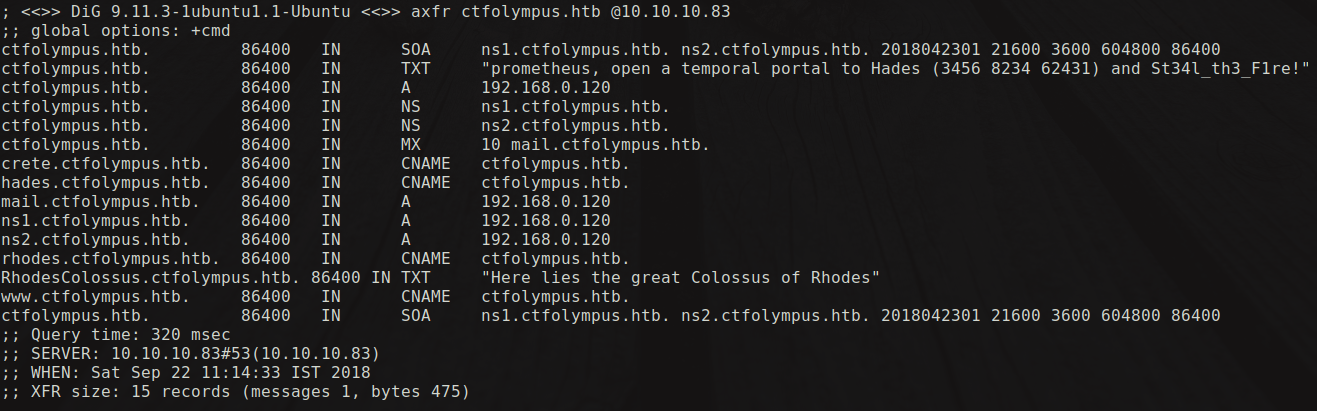 ; <<>> DiG 9.11.3-1ubuntu1.1-Ubuntu <<>> axfr ctfolympus.htb @10.10.10.83
;; global options: +cmd
ctfolympus.htb. 86400 IN SOA ns1.ctfolympus.htb. ns2.ctfolympus.htb. 2018042301 21600 3600 604800 86400
ctfolympus.htb. 86400 IN TXT "prometheus, open a temporal portal to Hades (3456 8234 62431) and St34l_th3_F1re!"
ctfolympus.htb. 86400 IN A 192.168.0.120
ctfolympus.htb. 86400 IN NS ns1.ctfolympus.htb.
ctfolympus.htb. 86400 IN NS ns2.ctfolympus.htb.
ctfolympus.htb. 86400 IN MX 10 mail.ctfolympus.htb.
crete.ctfolympus.htb. 86400 IN CNAME ctfolympus.htb.
hades.ctfolympus.htb. 86400 IN CNAME ctfolympus.htb.
mail.ctfolympus.htb. 86400 IN A 192.168.0.120
ns1.ctfolympus.htb. 86400 IN A 192.168.0.120
ns2.ctfolympus.htb. 86400 IN A 192.168.0.120
rhodes.ctfolympus.htb. 86400 IN CNAME ctfolympus.htb.
RhodesColossus.ctfolympus.htb. 86400 IN TXT "Here lies the great Colossus of Rhodes"
www.ctfolympus.htb. 86400 IN CNAME ctfolympus.htb.
ctfolympus.htb. 86400 IN SOA ns1.ctfolympus.htb. ns2.ctfolympus.htb. 2018042301 21600 3600 604800 86400
;; Query time: 320 msec
;; SERVER: 10.10.10.83#53(10.10.10.83)
;; WHEN: Sat Sep 22 11:14:33 IST 2018
;; XFR size: 15 records (messages 1, bytes 475)